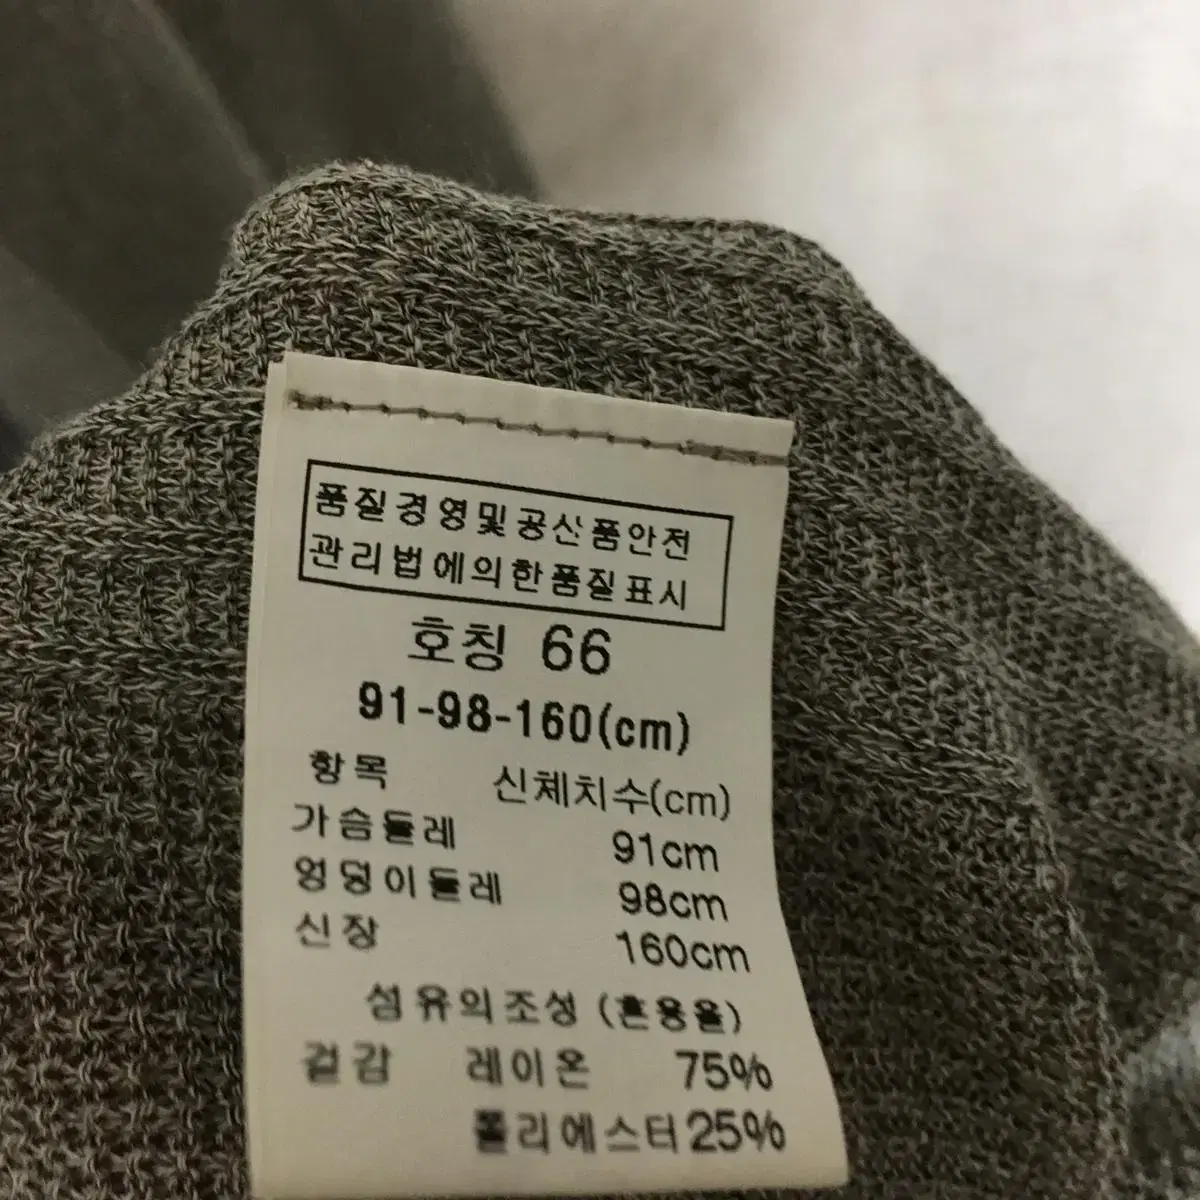 품질경영및공산품안전
관리법에의한품질표시
호칭 66
91-98-160(cm)
항목 신체치수(cm)
가슴둘레 91cm
엉덩이둘레 98cm
신장 160cm
섬유의조성 (혼용율)
겉감 레이온 75%
폴리에스터 25%